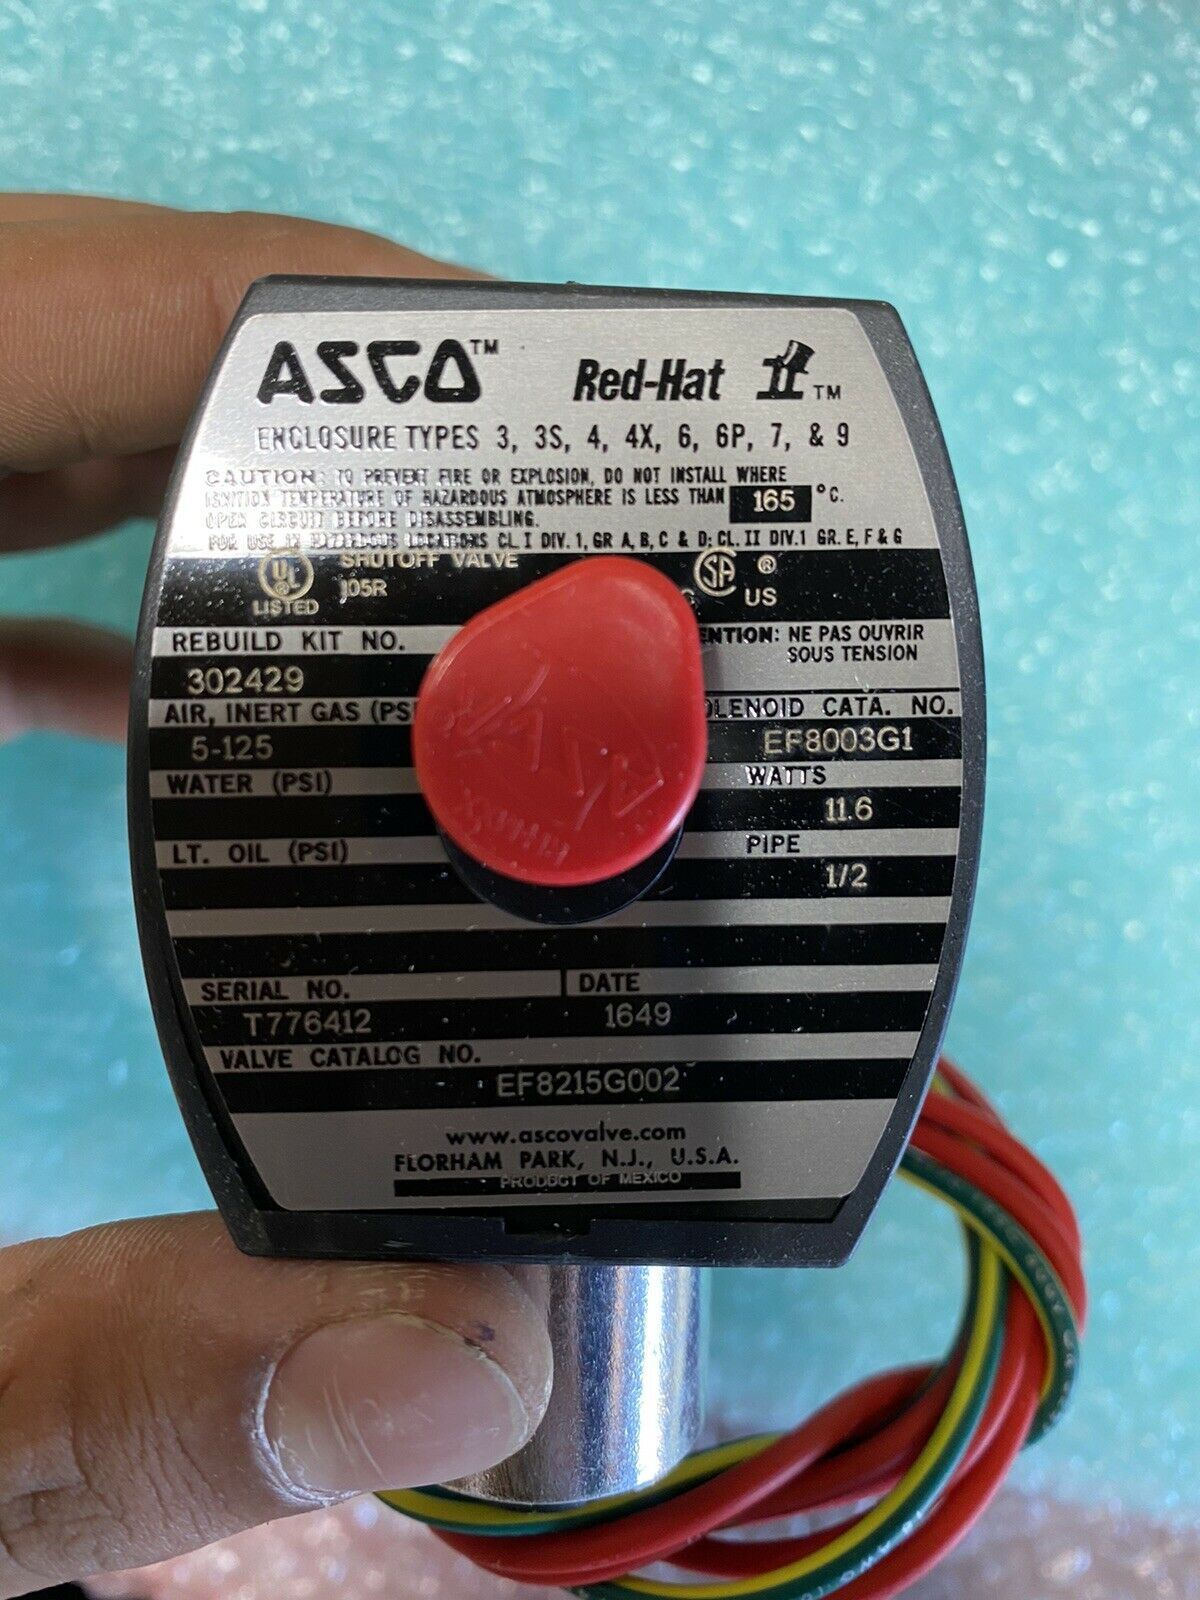 ASCO™ Red-Hat II™
ENCLOSURE TYPES 3, 3S, 4, 4X, 6, 6P, 7, & 9
CAUTION: TO PREVENT FIRE OR EXPLOSION, DO NOT INSTALL WHERE
IGNITION TEMPERATURE OF HAZARDOUS ATMOSPHERE IS LESS THAN 165 °C.
OPEN CIRCUIT BEFORE DISASSEMBLING.
FOR USE IN HAZARDOUS LOCATIONS CL. I DIV. 1, GR A, B, C & D; CL. II DIV. 1 GR. E, F & G
UL ® SHUTOFF VALVE SA ®
LISTED 105R US
REBUILD KIT NO. ENTION: NE PAS OUVRIR
SOUS TENSION
302429
AIR, INERT GAS (PSI OLENOID CATA. NO.
5-125 EF8003G1
WATER (PSI) WATTS
11.6
LT. OIL (PSI) PIPE
1/2
SERIAL NO. DATE
T776412 1649
VALVE CATALOG NO.
EF8215G002
www.ascovalve.com
FLORHAM PARK, N.J., U.S.A.
PRODUCT OF MEXICO